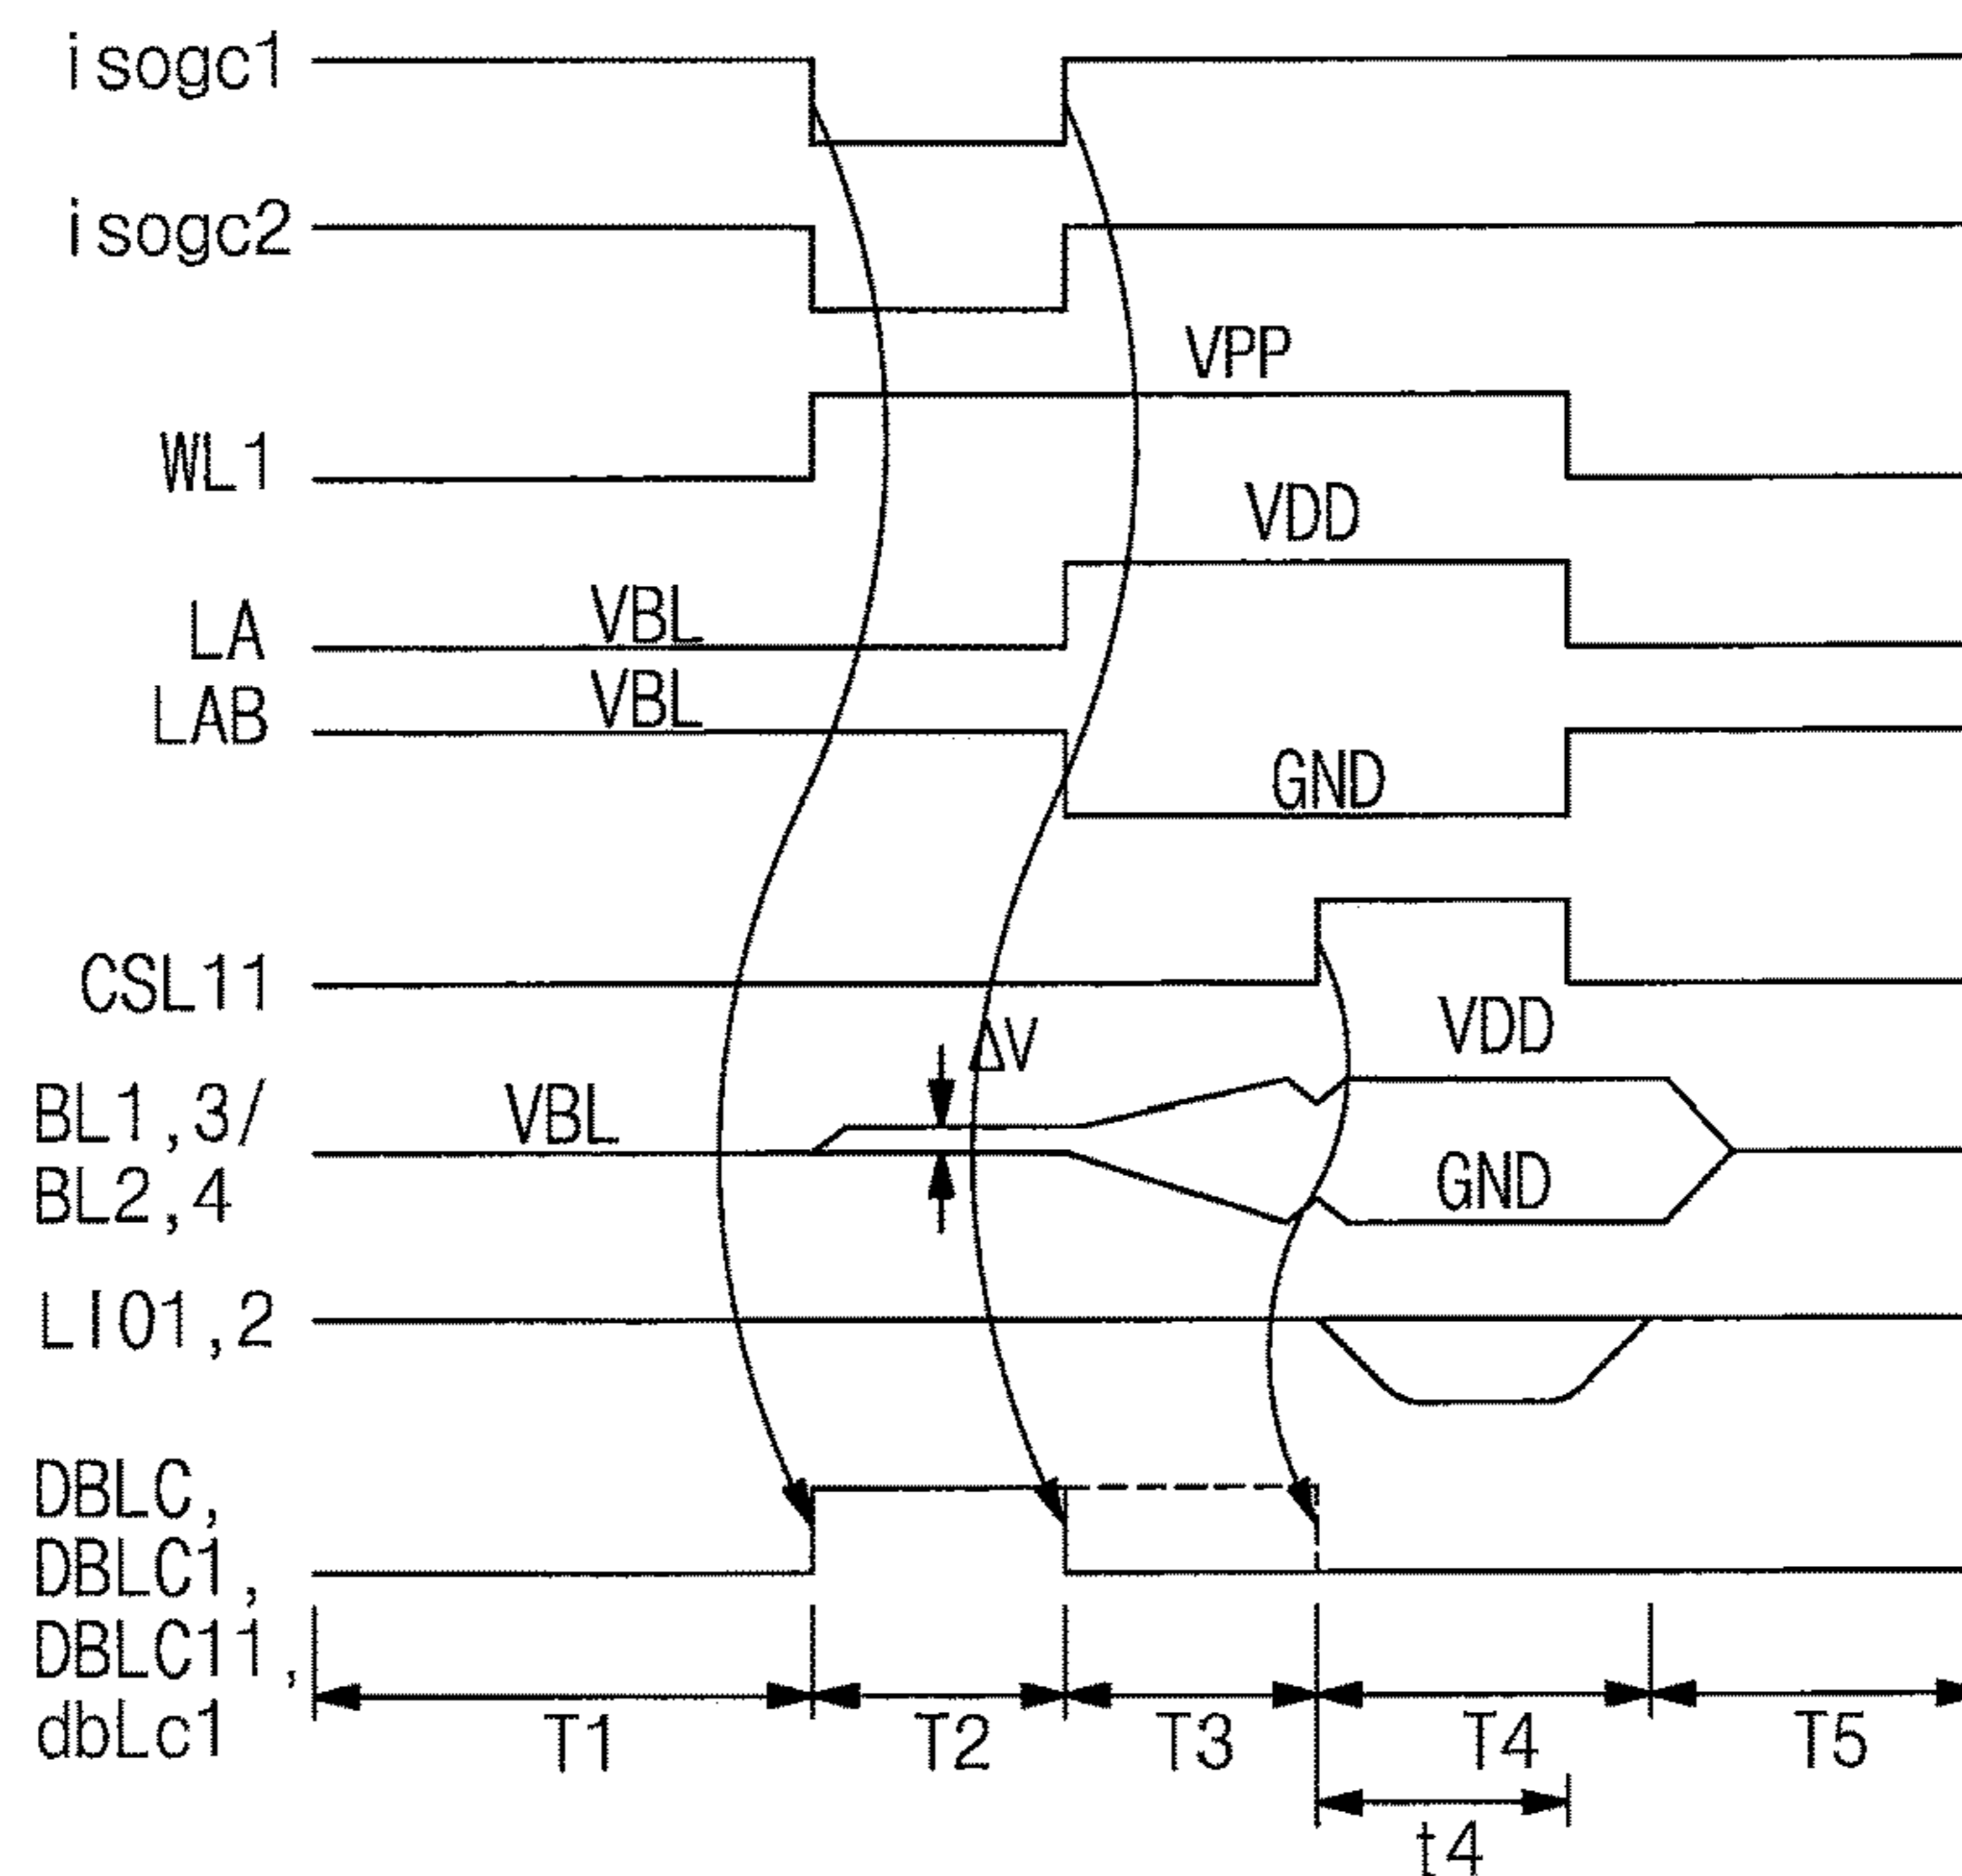 isogc1
isogc2
VPP
WL1
VDD
LA
VBL
LAB
VBL
GND
CSL11
ΔV
VDD
BL1,3/
BL2,4
VBL
GND
LIO1,2
DBLC,
DBLC1,
DBLC11,
dbLc1
T1
T2
T3
T4
T5
t4